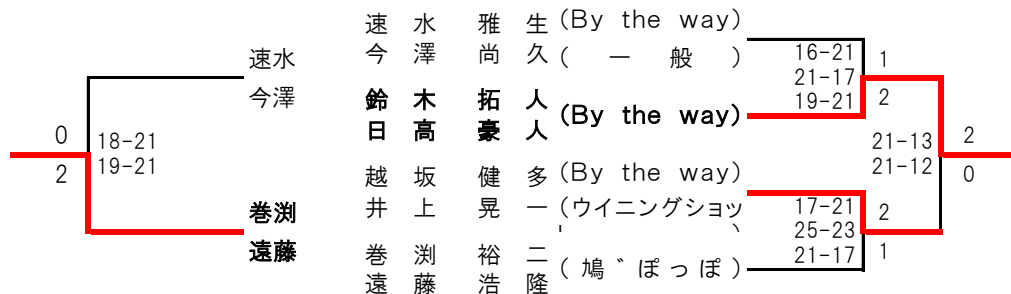 速水 雅生 (By the way)
今澤 尚久 (一般)
鈴木 拓人
日高 豪人
(By the way)
越坂 健多 (By the way)
井上 晃一 (ウイニングショッ
巻渕 裕二
遠藤 浩隆
(鳩゛ぽっぽ)
速水
今澤
巻渕
遠藤
0
2
18-21
19-21
16-21
21-17
19-21
1
2
17-21
25-23
21-17
2
1
21-13
21-12
2
0